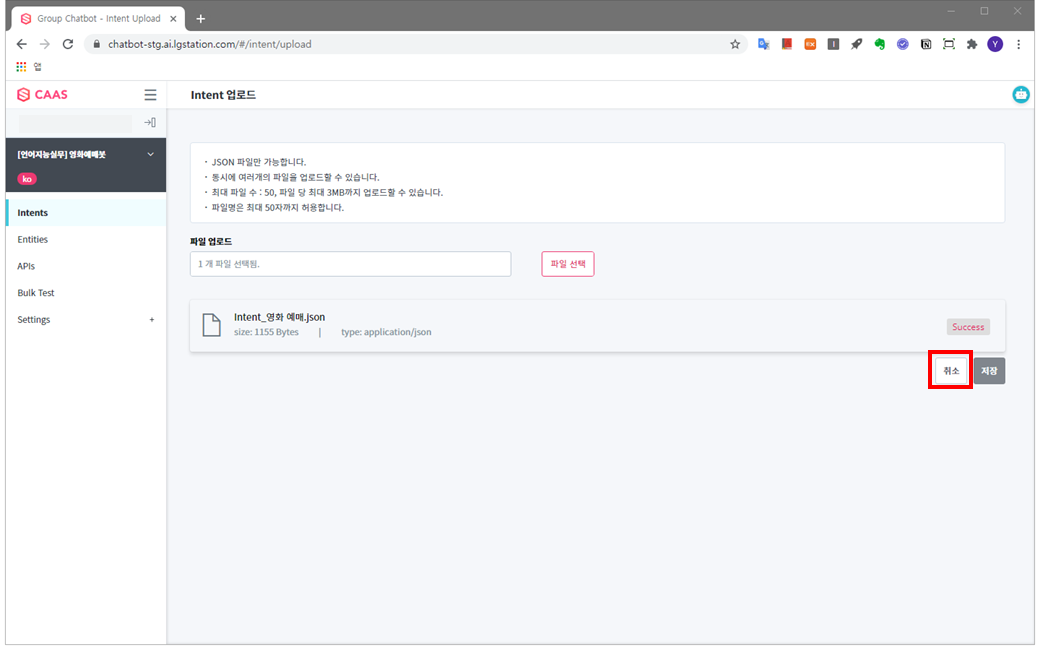 Group Chatbot - Intent Upload
chatbot-stg.ai.lgstation.com/#/intent/upload
CAAS
Intent 업로드
[언어지능실무] 영화예매봇
ko
Intents
Entities
APIs
Bulk Test
Settings +
· JSON 파일만 가능합니다.
· 동시에 여러개의 파일을 업로드할 수 있습니다.
· 최대 파일 수 : 50, 파일 당 최대 3MB까지 업로드할 수 있습니다.
· 파일명은 최대 50자까지 허용합니다.
파일 업로드
1 개 파일 선택됨.
파일 선택
Intent_영화 예매.json
size: 1155 Bytes | type: application/json
Success
취소
저장